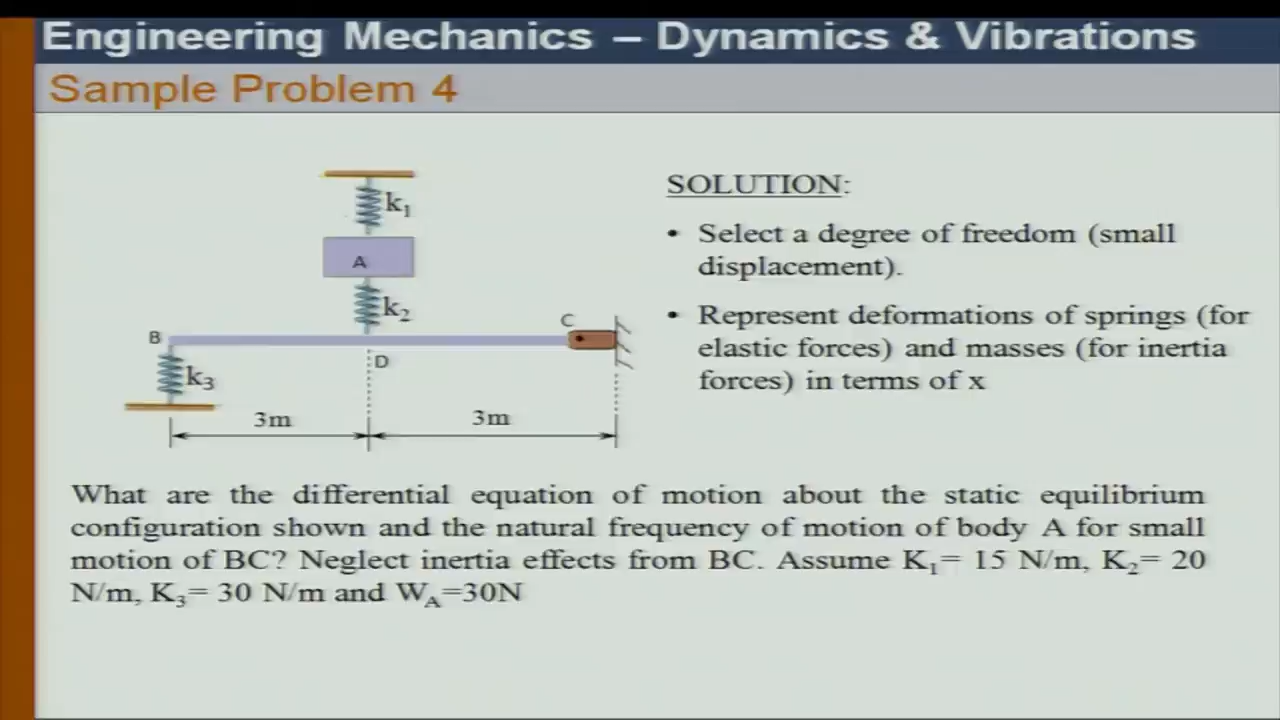 Engineering Mechanics – Dynamics & Vibrations
Sample Problem 4
k₁
A
k₂
B
C
D
k₃
3m
3m
SOLUTION:
• Select a degree of freedom (small
displacement).
• Represent deformations of springs (for
elastic forces) and masses (for inertia
forces) in terms of x
What are the differential equation of motion about the static equilibrium
configuration shown and the natural frequency of motion of body A for small
motion of BC? Neglect inertia effects from BC. Assume K₁= 15 N/m, K₂= 20
N/m, K₃= 30 N/m and W_A=30N